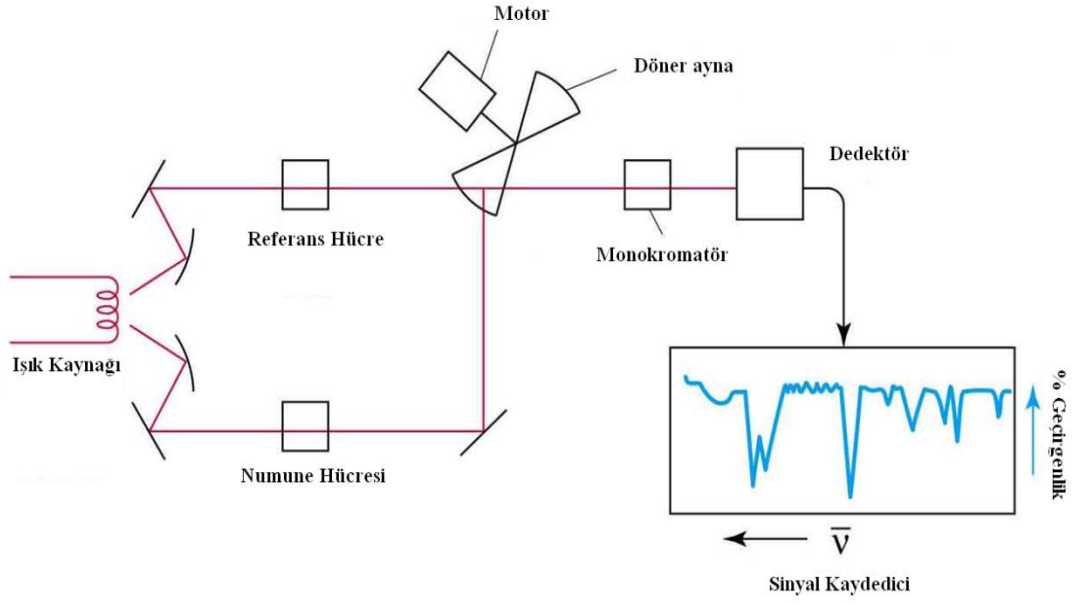 Motor
Döner ayna
Dedektör
Referans Hücre
Monokromatör
Işık Kaynağı
% Geçirgenlik
Numune Hücresi
ν̅
Sinyal Kaydedici